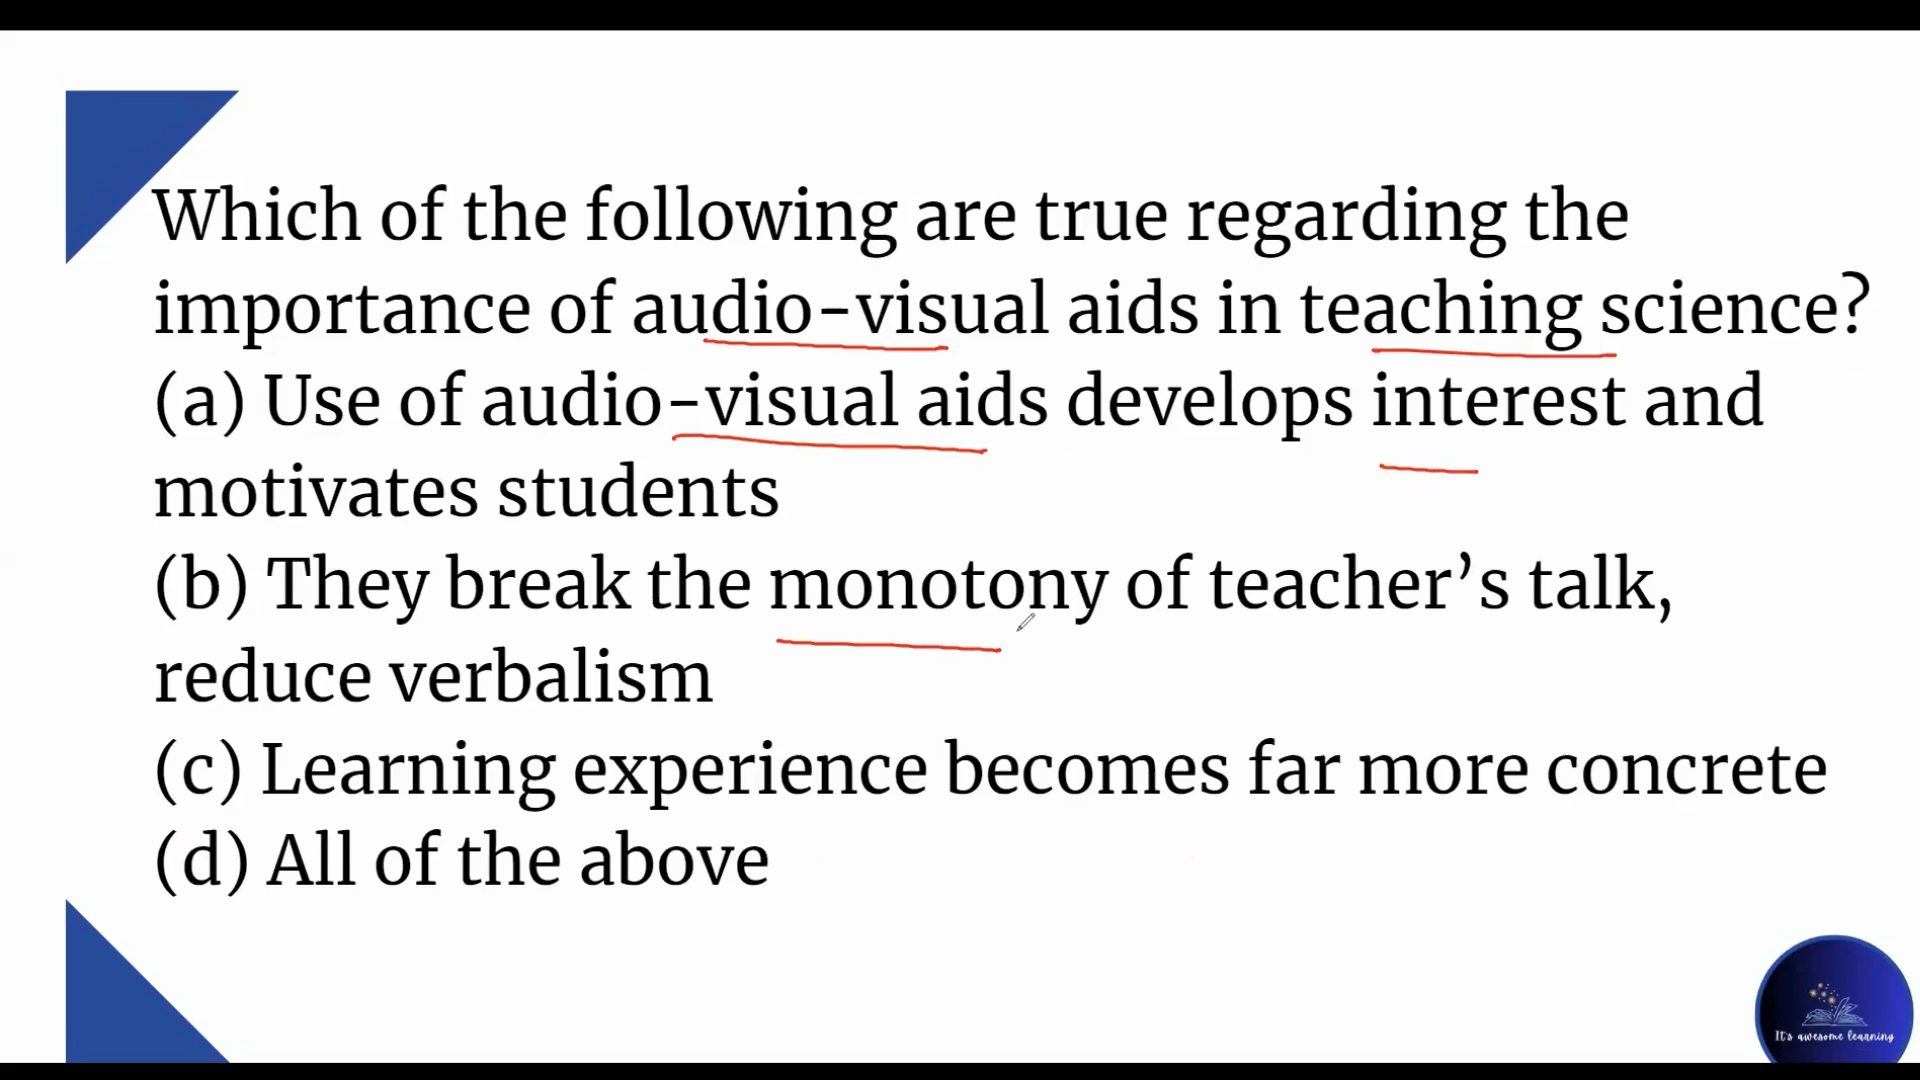 Which of the following are true regarding the
importance of audio-visual aids in teaching science?
(a) Use of audio-visual aids develops interest and
motivates students
(b) They break the monotony of teacher’s talk,
reduce verbalism
(c) Learning experience becomes far more concrete
(d) All of the above
It's awesome learning